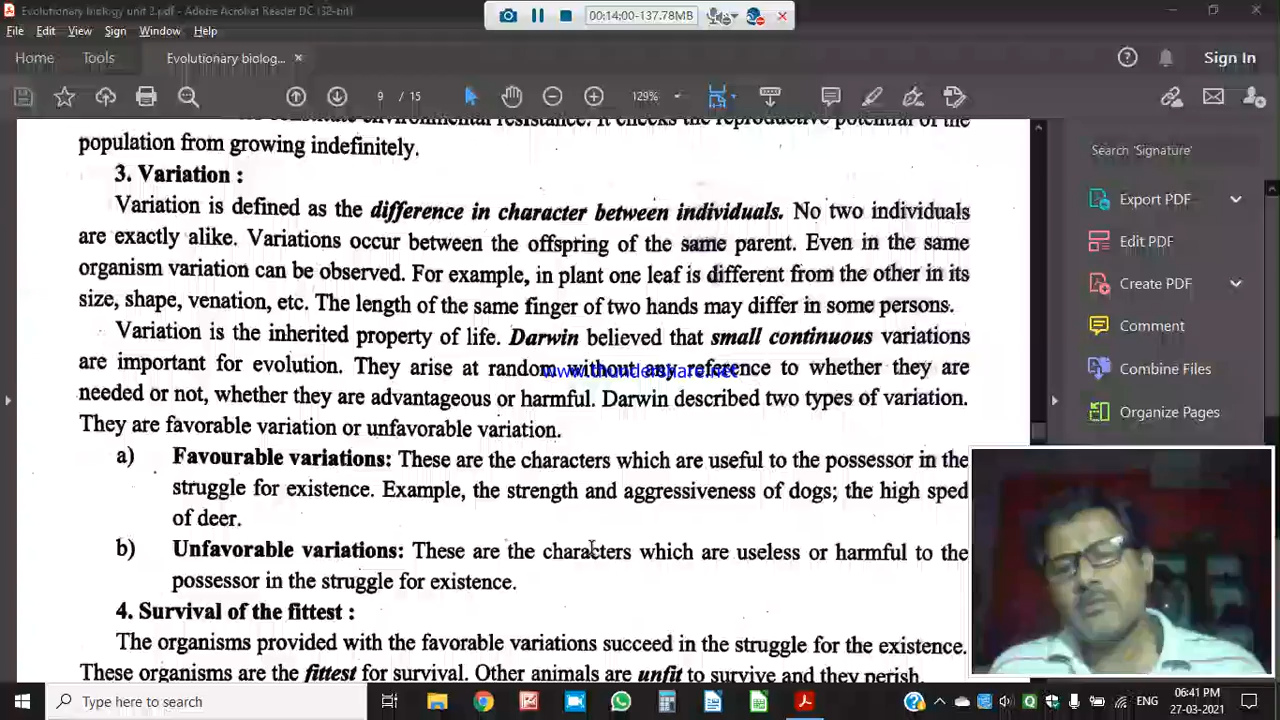 Evolutionary biology unit 2.pdf - Adobe Acrobat Reader DC (32-bit)
00:14:00-137.78MB
File Edit View Sign Window Help
Home Tools Evolutionary biolog... Sign In
9 / 15 129%
constitute environmental resistance. It checks the reproductive potential of the
population from growing indefinitely.
3. Variation :
Variation is defined as the difference in character between individuals. No two individuals
are exactly alike. Variations occur between the offspring of the same parent. Even in the same
organism variation can be observed. For example, in plant one leaf is different from the other in its
size, shape, venation, etc. The length of the same finger of two hands may differ in some persons.
Variation is the inherited property of life. Darwin believed that small continuous variations
are important for evolution. They arise at random without any reference to whether they are
www.thundershare.net
needed or not, whether they are advantageous or harmful. Darwin described two types of variation.
They are favorable variation or unfavorable variation.
a) Favourable variations: These are the characters which are useful to the possessor in the
struggle for existence. Example, the strength and aggressiveness of dogs; the high sped
of deer.
b) Unfavorable variations: These are the characters which are useless or harmful to the
possessor in the struggle for existence.
4. Survival of the fittest :
The organisms provided with the favorable variations succeed in the struggle for the existence.
These organisms are the fittest for survival. Other animals are unfit to survive and they perish.
Search 'Signature'
Export PDF
Edit PDF
Create PDF
Comment
Combine Files
Organize Pages
Type here to search
ENG
06:41 PM
27-03-2021